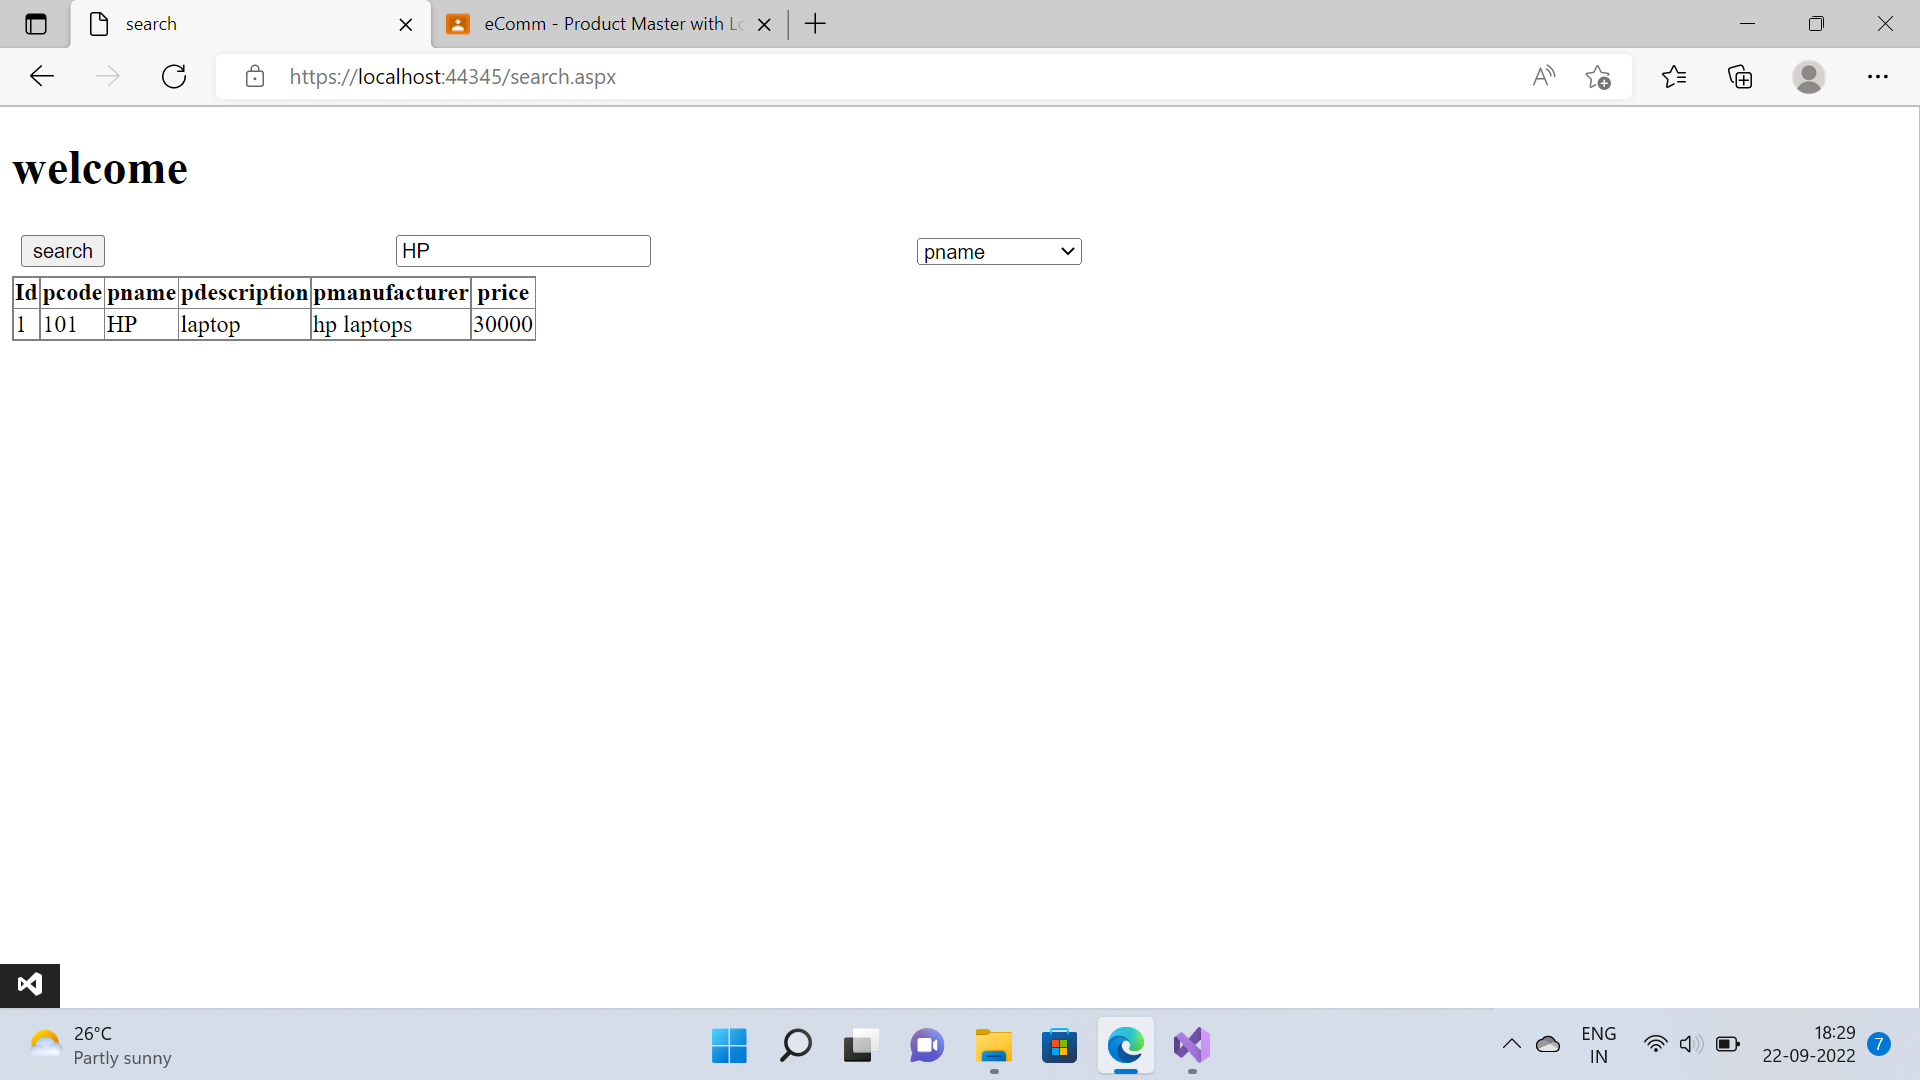 search
eComm - Product Master with Lo
https://localhost:44345/search.aspx
welcome
search HP pname
Id pcode pname pdescription pmanufacturer price
1 101 HP laptop hp laptops 30000
26°C
Partly sunny
ENG
IN
18:29
22-09-2022
7